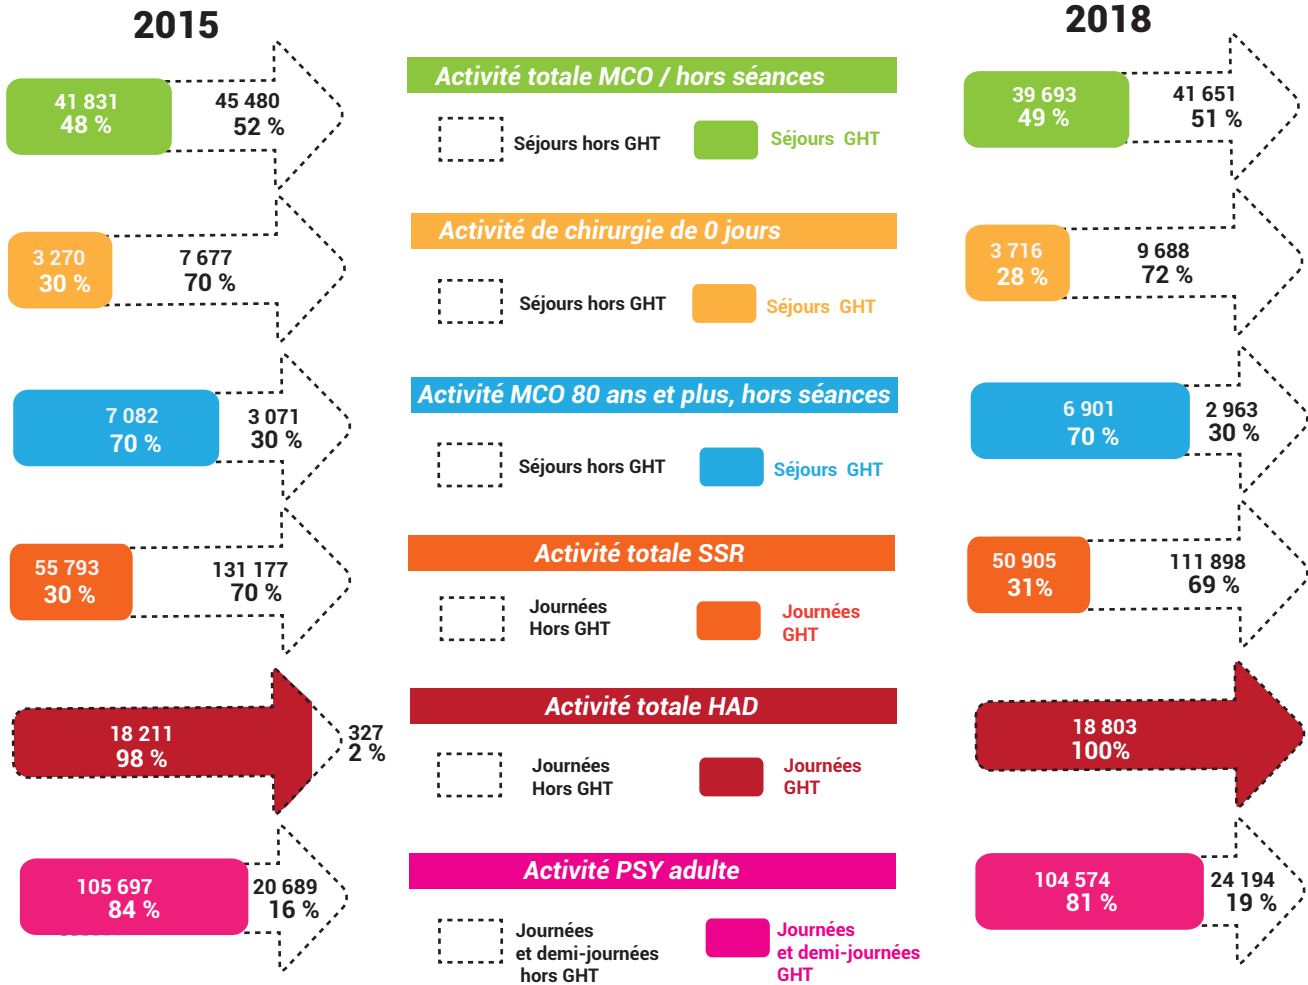 2015
2018
Activité totale MCO / hors séances
41 831
48 %
45 480
52 %
Séjours hors GHT
Séjours GHT
39 693
49 %
41 651
51 %
Activité de chirurgie de 0 jours
3 270
30 %
7 677
70 %
Séjours hors GHT
Séjours GHT
3 716
28 %
9 688
72 %
Activité MCO 80 ans et plus, hors séances
7 082
70 %
3 071
30 %
Séjours hors GHT
Séjours GHT
6 901
70 %
2 963
30 %
Activité totale SSR
55 793
30 %
131 177
70 %
Journées
Hors GHT
Journées
GHT
50 905
31%
111 898
69 %
Activité totale HAD
18 211
98 %
327
2 %
Journées
Hors GHT
Journées
GHT
18 803
100%
Activité PSY adulte
105 697
84 %
20 689
16 %
Journées
et demi-journées
hors GHT
Journées
et demi-journées
GHT
104 574
81 %
24 194
19 %